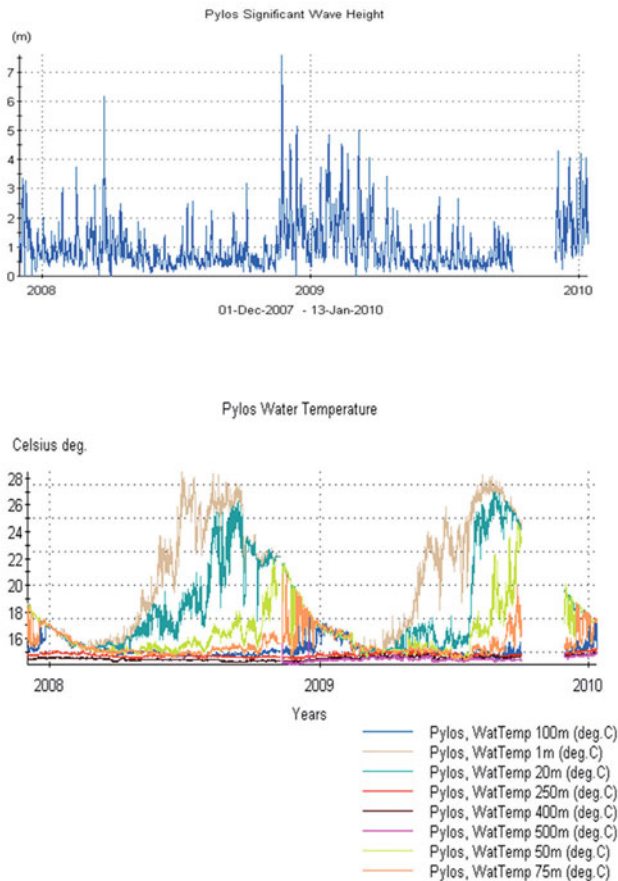 Pylos Significant Wave Height
(m)
7
6
5
4
3
2
1
0
2008 2009 2010
01-Dec-2007 - 13-Jan-2010
Pylos Water Temperature
Celsius deg.
28
26
24
22
20
18
16
2008 2009 2010
Years
Pylos, WatTemp 100m (deg.C)
Pylos, WatTemp 1m (deg.C)
Pylos, WatTemp 20m (deg.C)
Pylos, WatTemp 250m (deg.C)
Pylos, WatTemp 400m (deg.C)
Pylos, WatTemp 500m (deg.C)
Pylos, WatTemp 50m (deg.C)
Pylos, WatTemp 75m (deg.C)